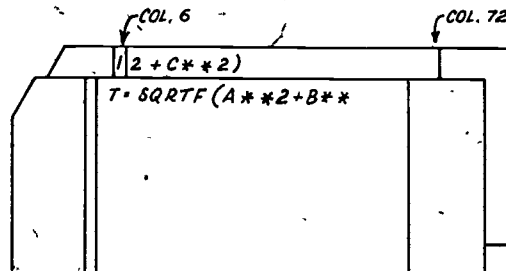 COL. 6
COL. 72
1 2 + C**2)
T = SQRTF (A**2+B**